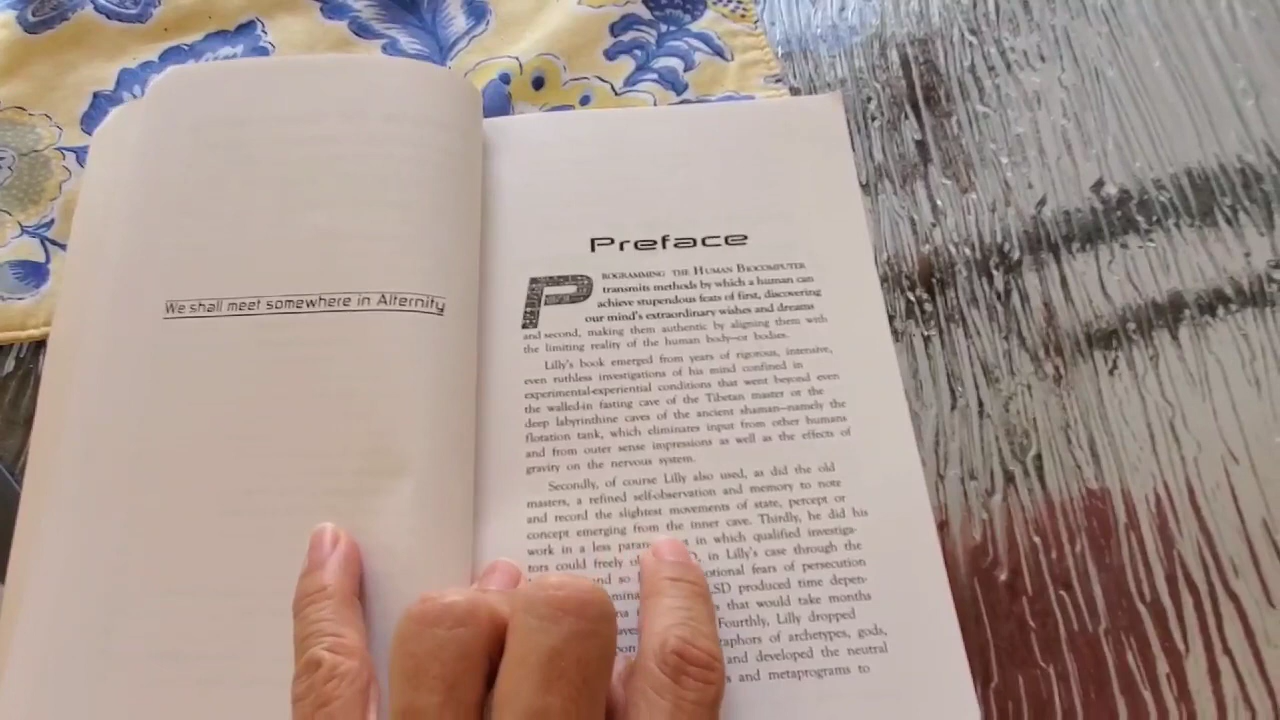 We shall meet somewhere in Alternity
Preface
PROGRAMMING THE HUMAN BIOCOMPUTER
transmits methods by which a human can
achieve stupendous feats of first, discovering
our mind's extraordinary wishes and dreams
and second, making them authentic by aligning them with
the limiting reality of the human body—or bodies.
Lilly's book emerged from years of rigorous, intensive,
even ruthless investigations of his mind confined in
experimental-experiential conditions that went beyond even
the walled-in fasting cave of the Tibetan master or the
deep labyrinthine caves of the ancient shaman—namely the
flotation tank, which eliminates input from other humans
and from outer sense impressions as well as the effects of
gravity on the nervous system.
Secondly, of course Lilly also used, as did the old
masters, a refined self-observation and memory to note
and record the slightest movements of state, percept or
concept emerging from the inner cave. Thirdly, he did his
work in a less in which qualified investiga-
tors could freely in Lilly's case through the
and so fears of persecution
LSD produced time depen-
that would take months
Fourthly, Lilly dropped
of archetypes, gods,
and developed the neutral
and metaprograms to